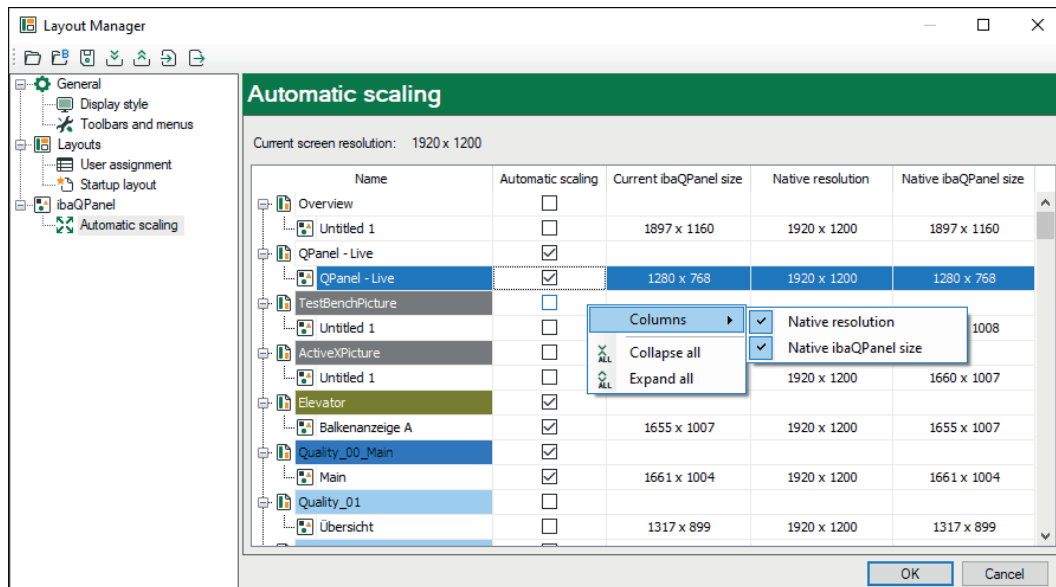 Layout Manager
General
Display style
Toolbars and menus
Layouts
User assignment
Startup layout
ibaQPanel
Automatic scaling
Automatic scaling
Current screen resolution: 1920 x 1200
Name Automatic scaling Current ibaQPanel size Native resolution Native ibaQPanel size
Overview
Untitled 1 1897 x 1160 1920 x 1200 1897 x 1160
QPanel - Live
QPanel - Live 1280 x 768 1920 x 1200 1280 x 768
TestBenchPicture
Untitled 1 1008
ActiveXPicture
Untitled 1 1920 x 1200 1660 x 1007
Elevator
Balkenanzeige A 1655 x 1007 1920 x 1200 1655 x 1007
Quality_00_Main
Main 1661 x 1004 1920 x 1200 1661 x 1004
Quality_01
Übersicht 1317 x 899 1920 x 1200 1317 x 899
Columns
ALL Collapse all
ALL Expand all
Native resolution
Native ibaQPanel size
OK Cancel